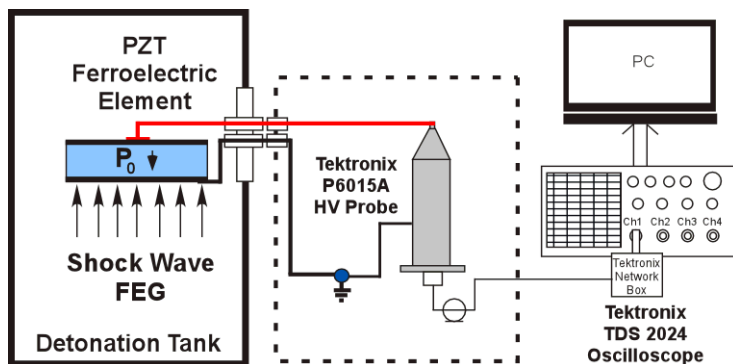 PZT
Ferroelectric
Element
P0
Shock Wave
FEG
Detonation Tank
Tektronix
P6015A
HV Probe
PC
Ch1 Ch2 Ch3 Ch4
Tektronix
Network
Box
Tektronix
TDS 2024
Oscilloscope